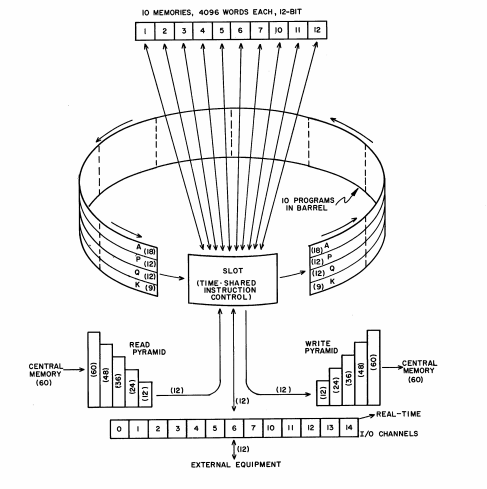 10 MEMORIES, 4096 WORDS EACH, 12-BIT
1 2 3 4 5 6 7 10 11 12
10 PROGRAMS
IN BARREL
A (18)
P (12)
Q (12)
K (9)
SLOT
(TIME-SHARED
INSTRUCTION
CONTROL)
(18) A
(12) P
(12) Q
(9) K
READ
PYRAMID
WRITE
PYRAMID
CENTRAL
MEMORY
(60)
(60)
(48)
(36)
(24)
(12)
(12)
(12)
(12)
(12)
(24)
(36)
(48)
(60)
CENTRAL
MEMORY
(60)
REAL-TIME
0 1 2 3 4 5 6 7 10 11 12 13 14
I/O CHANNELS
(12)
EXTERNAL EQUIPMENT